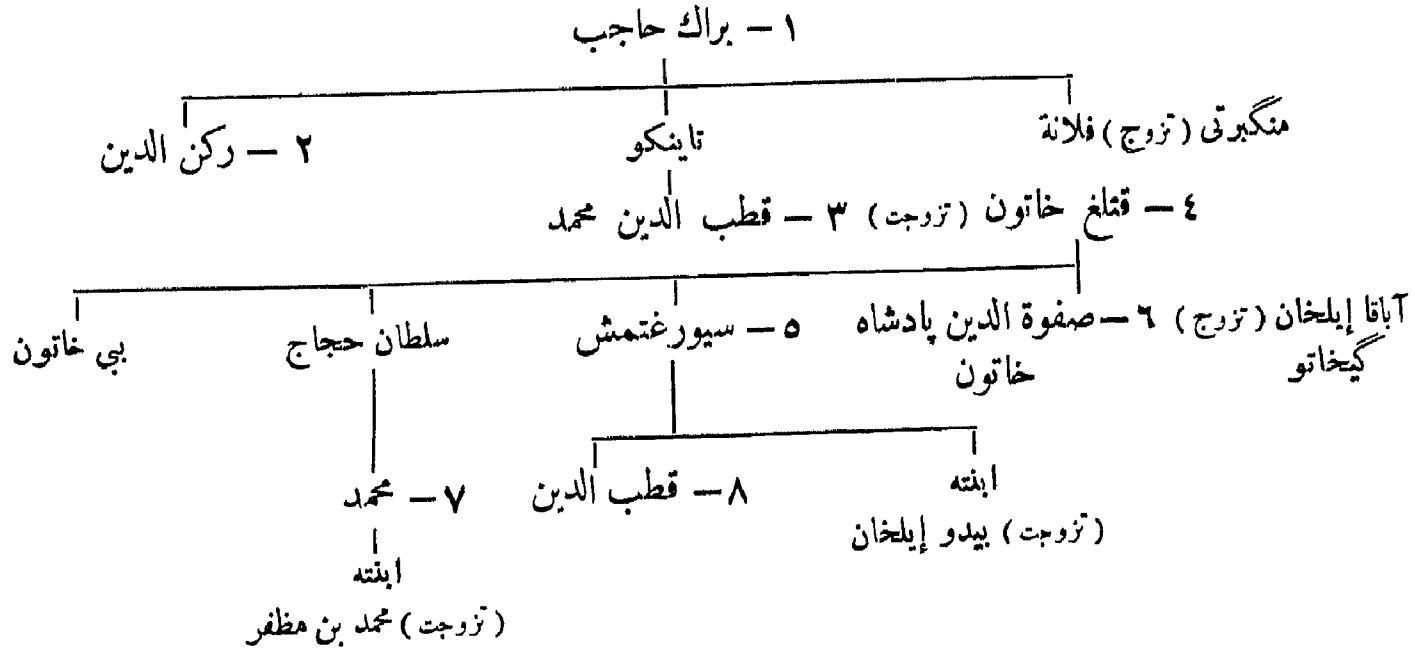 ١ – براك حاجب
منگبرتى (تزوج) فلانة تاينكو ٢ – ركن الدين
٤ – قتلغ خاتون (تزوجت) ٣ – قطب الدين محمد
آباقا إيلخان (تزوج) ٦ – صفوة الدين پادشاه ٥ – سيورغتمش سلطان حجاج بي خاتون
گيخاتو خاتون
ابنته ٨ – قطب الدين ٧ – محمد
(تزوجت) بيدو إيلخان
ابنته
(تزوجت) محمد بن مظفر